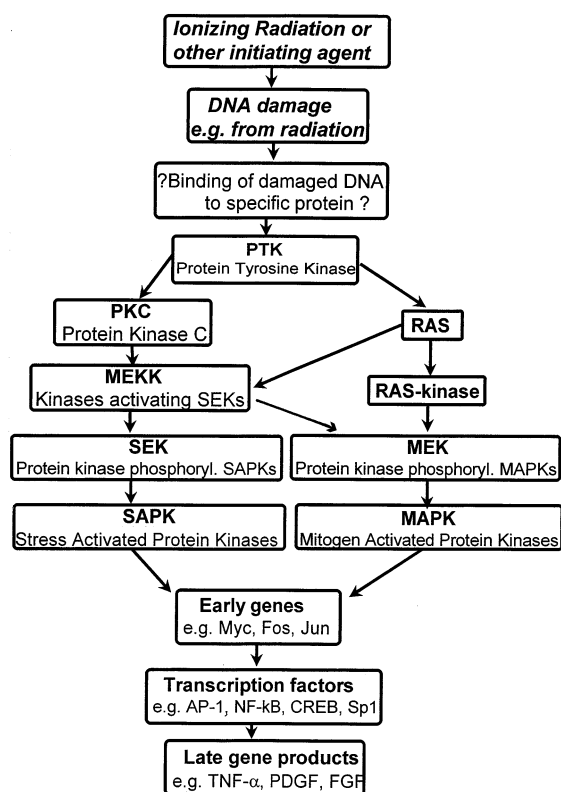 Ionizing Radiation or
other initiating agent
DNA damage
e.g. from radiation
?Binding of damaged DNA
to specific protein ?
PTK
Protein Tyrosine Kinase
PKC
Protein Kinase C
RAS
MEKK
Kinases activating SEKs
RAS-kinase
SEK
Protein kinase phosphoryl. SAPKs
MEK
Protein kinase phosphoryl. MAPKs
SAPK
Stress Activated Protein Kinases
MAPK
Mitogen Activated Protein Kinases
Early genes
e.g. Myc, Fos, Jun
Transcription factors
e.g. AP-1, NF-kB, CREB, Sp1
Late gene products
e.g. TNF-α, PDGF, FGF